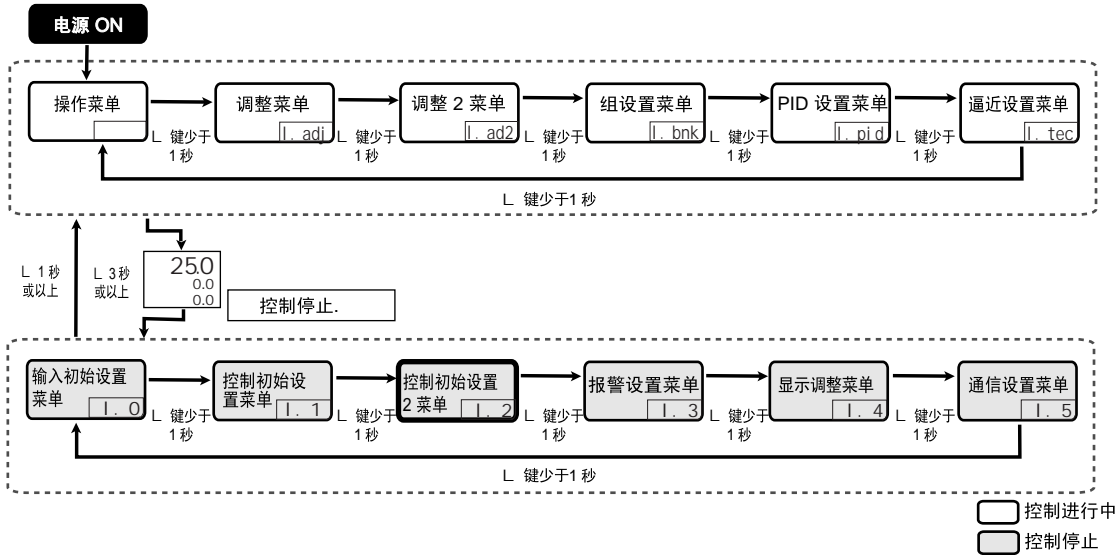 电源 ON
操作菜单
调整菜单
l. adj
调整 2 菜单
l. ad2
组设置菜单
l. bnk
PID 设置菜单
l. pid
逼近设置菜单
l. tec
L 键少于
1 秒
L 键少于
1 秒
L 键少于
1 秒
L 键少于
1 秒
L 键少于
1 秒
L 键少于1 秒
L 1秒
或以上
L 3秒
或以上
25.0
0.0
0.0
控制停止.
输入初始设置
菜单
l. 0
控制初始设
置菜单
l. 1
控制初始设置
2 菜单
l. 2
报警设置菜单
l. 3
显示调整菜单
l. 4
通信设置菜单
l. 5
L 键少于
1 秒
L 键少于
1 秒
L 键少于
1 秒
L 键少于
1 秒
L 键少于
1 秒
L 键少于1 秒
控制进行中
控制停止